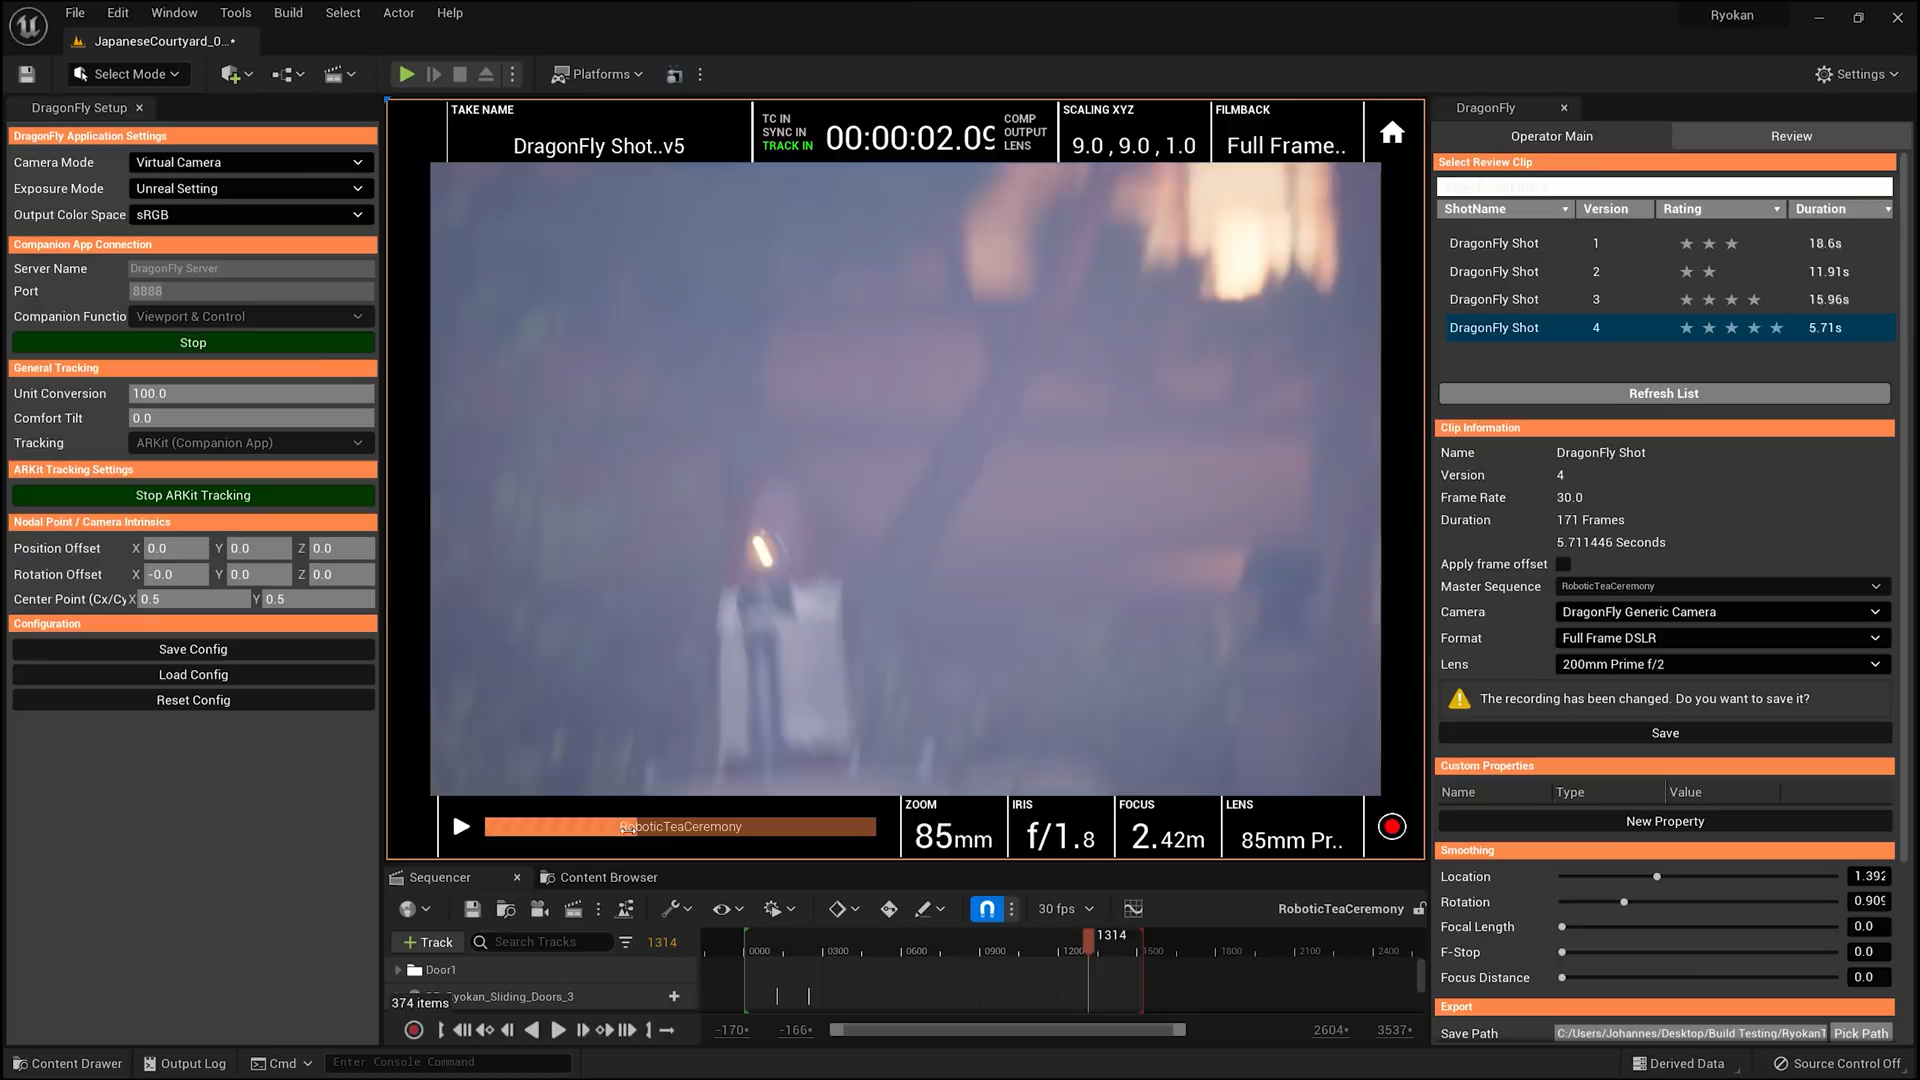 File Edit Window Tools Build Select Actor Help
Ryokan
JapaneseCourtyard_0...•
Select Mode
Platforms
Settings
DragonFly Setup
DragonFly Application Settings
Camera Mode Virtual Camera
Exposure Mode Unreal Setting
Output Color Space sRGB
Companion App Connection
Server Name DragonFly Server
Port 8888
Companion Functio Viewport & Control
Stop
General Tracking
Unit Conversion 100.0
Comfort Tilt 0.0
Tracking ARKit (Companion App)
ARKit Tracking Settings
Stop ARKit Tracking
Nodal Point / Camera Intrinsics
Position Offset X 0.0 Y 0.0 Z 0.0
Rotation Offset X -0.0 Y 0.0 Z 0.0
Center Point (Cx/Cy X 0.5 Y 0.5
Configuration
Save Config
Load Config
Reset Config
TAKE NAME
DragonFly Shot..v5
TC IN
SYNC IN
TRACK IN
00:00:02.09
COMP
OUTPUT
LENS
SCALING XYZ
9.0 , 9.0 , 1.0
FILMBACK
Full Frame..
RoboticTeaCeremony
ZOOM
85mm
IRIS
f/1.8
FOCUS
2.42m
LENS
85mm Pr..
Sequencer
Content Browser
30 fps
RoboticTeaCeremony
Track
Search Tracks
1314
1314
0000 0300 0600 0900 1200 1500 1800 2100 2400
Door1
Ryokan_Sliding_Doors_3
374 items
-170* -166* 2604* 3537*
Content Drawer Output Log Cmd Enter Console Command
Derived Data Source Control Off
DragonFly
Operator Main Review
Select Review Clip
ShotName Version Rating Duration
DragonFly Shot 1 ★ ★ ★ 18.6s
DragonFly Shot 2 ★ ★ 11.91s
DragonFly Shot 3 ★ ★ ★ ★ 15.96s
DragonFly Shot 4 ★ ★ ★ ★ ★ 5.71s
Refresh List
Clip Information
Name DragonFly Shot
Version 4
Frame Rate 30.0
Duration 171 Frames
5.711446 Seconds
Apply frame offset
Master Sequence RoboticTeaCeremony
Camera DragonFly Generic Camera
Format Full Frame DSLR
Lens 200mm Prime f/2
The recording has been changed. Do you want to save it?
Save
Custom Properties
Name Type Value
New Property
Smoothing
Location 1.392
Rotation 0.909
Focal Length 0.0
F-Stop 0.0
Focus Distance 0.0
Export
Save Path C:/Users/Johannes/Desktop/Build Testing/Ryokan1 Pick Path